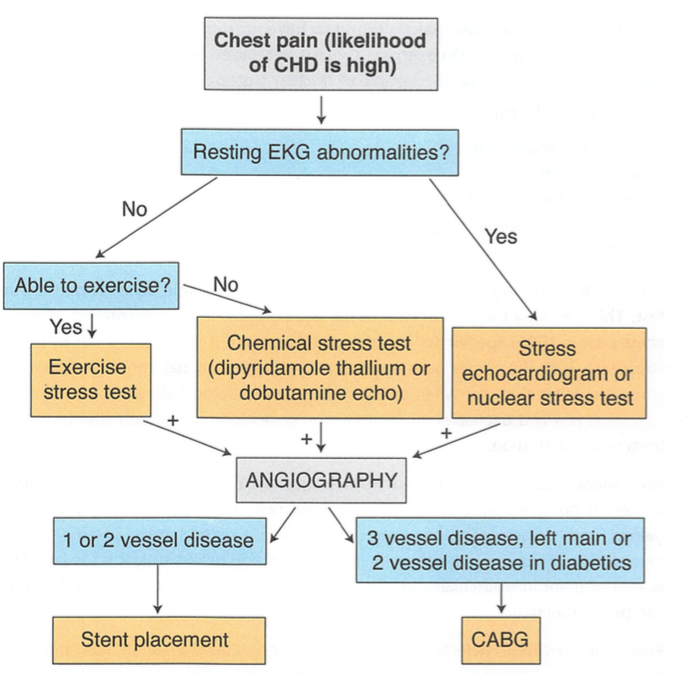 Chest pain (likelihood
of CHD is high)
Resting EKG abnormalities?
No
Yes
Able to exercise?
No
Yes
Exercise
stress test
Chemical stress test
(dipyridamole thallium or
dobutamine echo)
Stress
echocardiogram or
nuclear stress test
+
+
+
ANGIOGRAPHY
1 or 2 vessel disease
3 vessel disease, left main or
2 vessel disease in diabetics
Stent placement
CABG